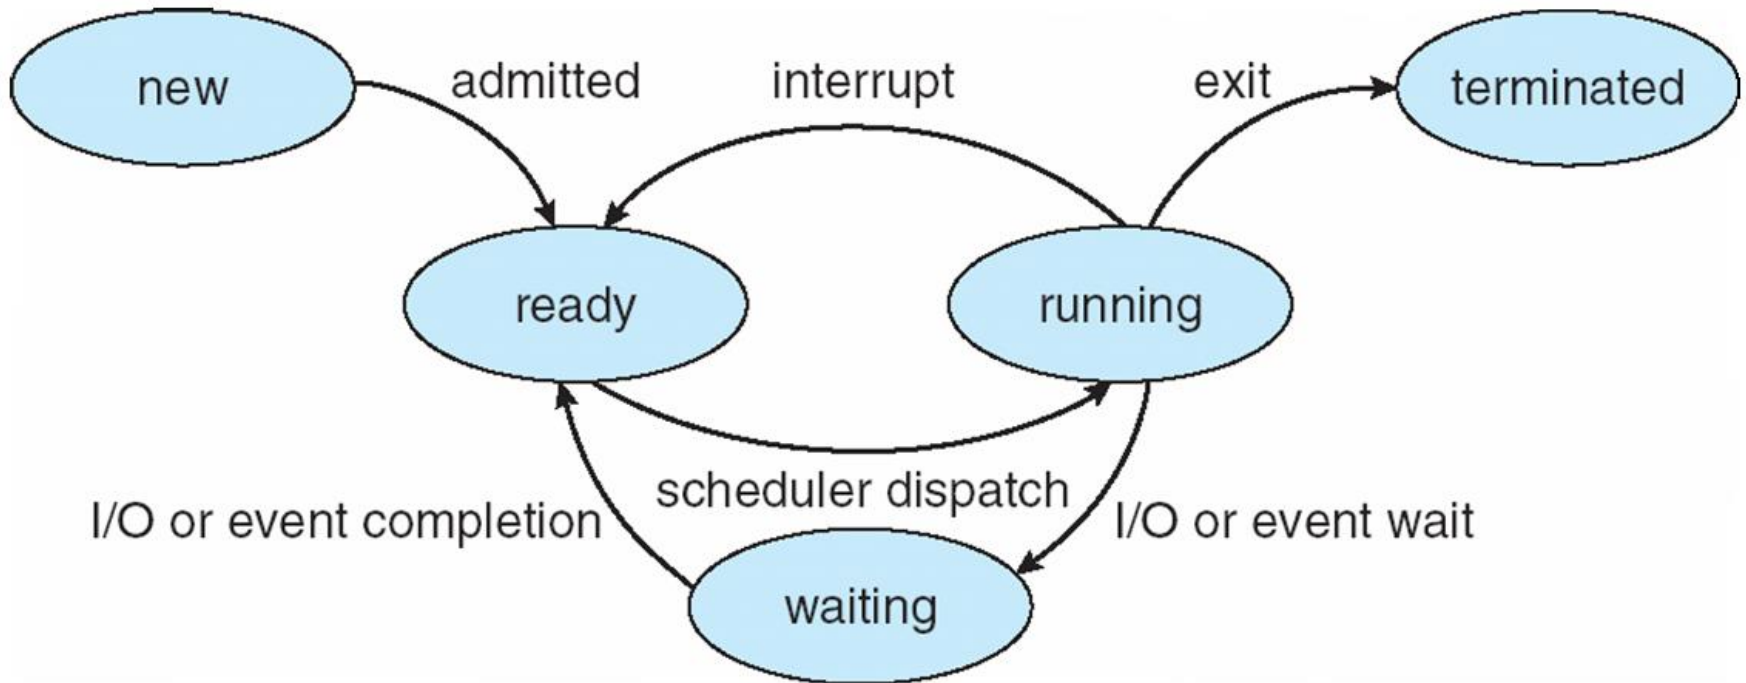 new
admitted
interrupt
exit
terminated
ready
running
scheduler dispatch
I/O or event completion
I/O or event wait
waiting